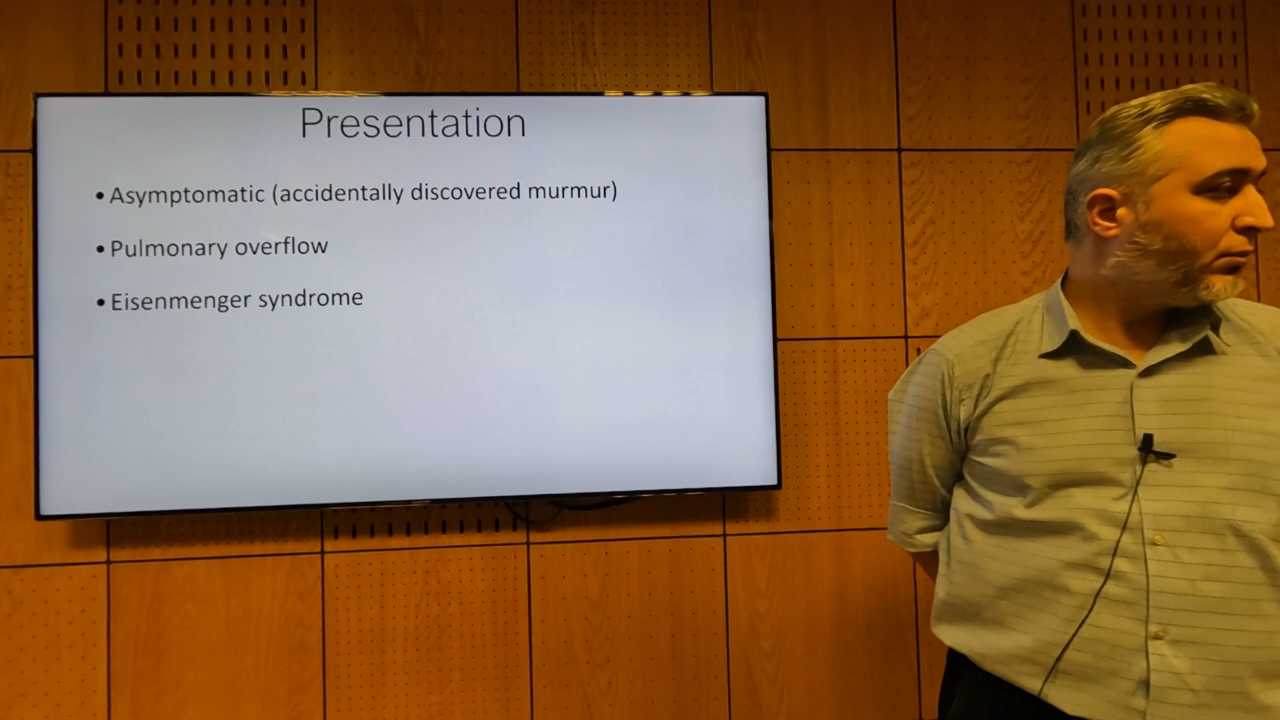 Presentation
• Asymptomatic (accidentally discovered murmur)
• Pulmonary overflow
• Eisenmenger syndrome